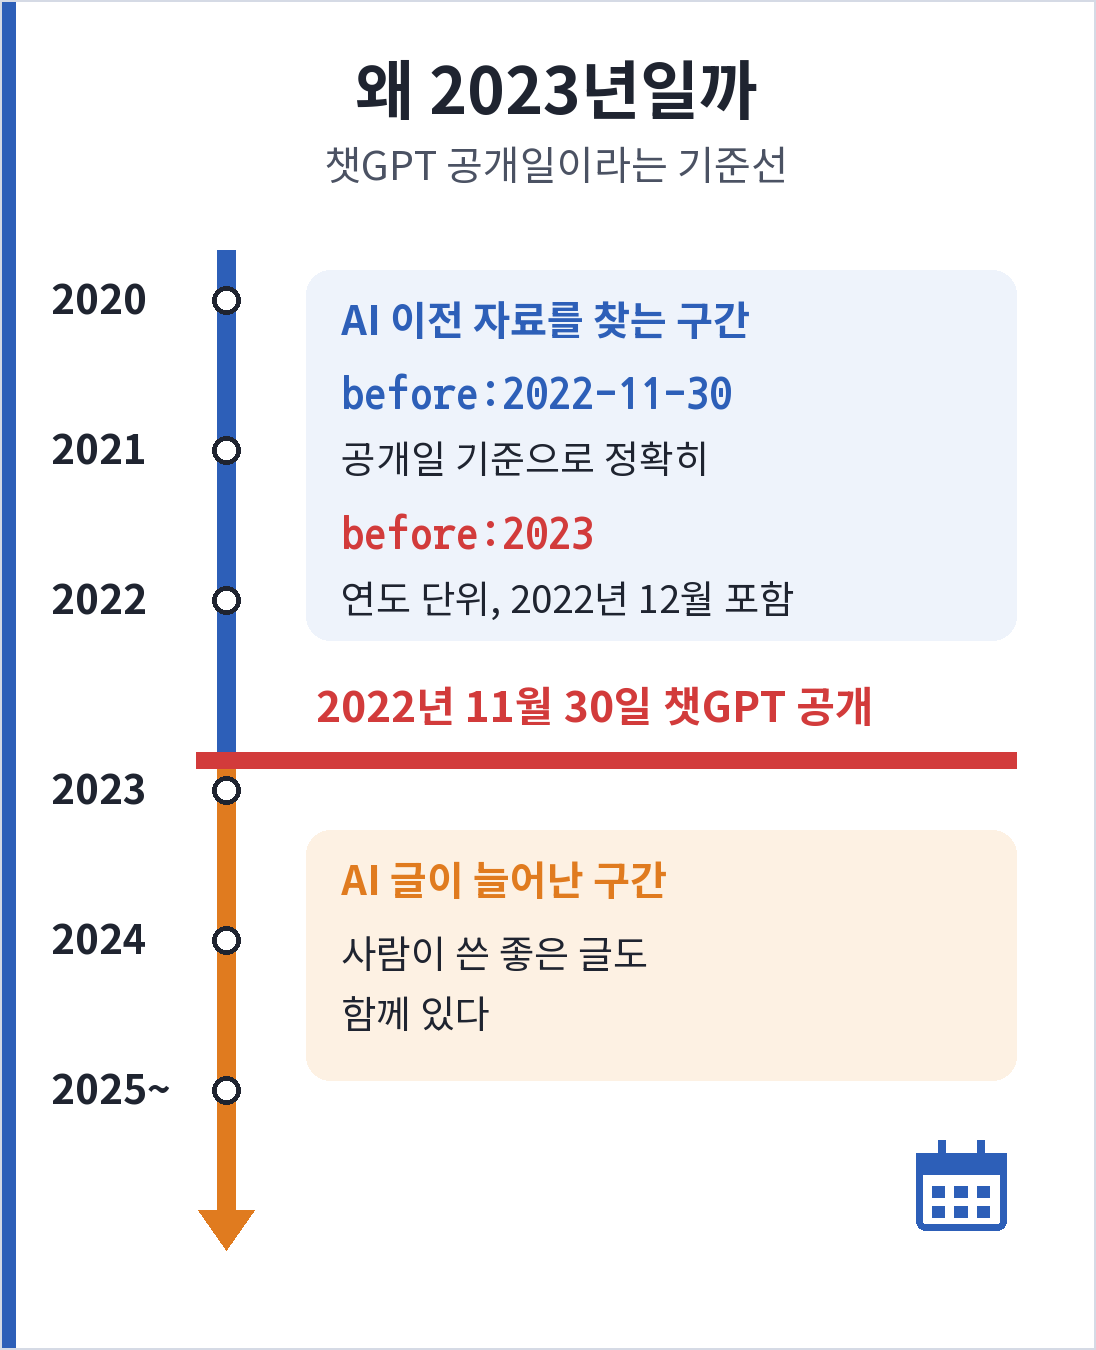 왜 2023년일까
챗GPT 공개일이라는 기준선
2020
AI 이전 자료를 찾는 구간
before:2022-11-30
2021
공개일 기준으로 정확히
before:2023
2022
연도 단위, 2022년 12월 포함
2022년 11월 30일 챗GPT 공개
2023
AI 글이 늘어난 구간
2024
사람이 쓴 좋은 글도
함께 있다
2025~